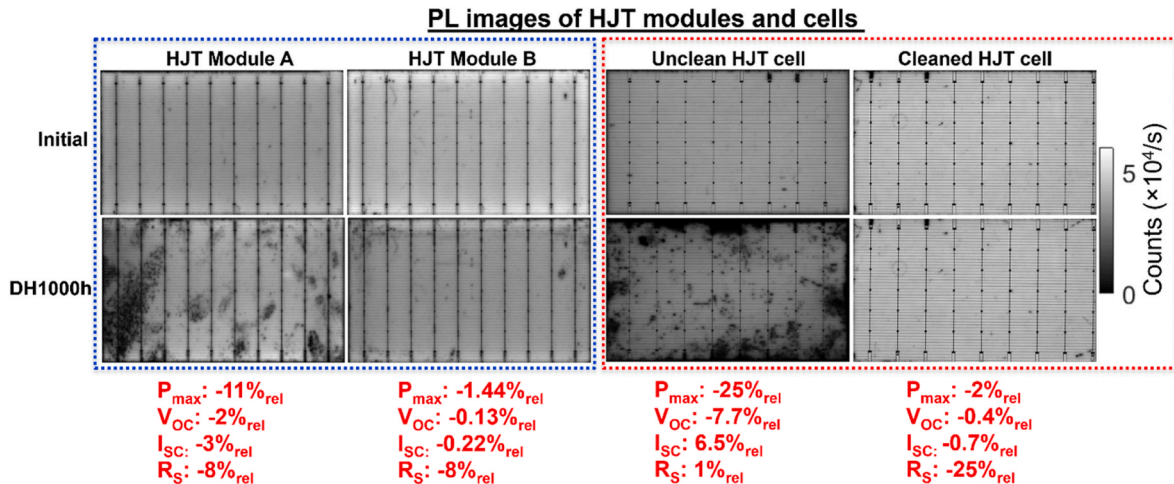 PL images of HJT modules and cells
HJT Module A
HJT Module B
Unclean HJT cell
Cleaned HJT cell
Initial
DH1000h
5
0
Counts (×10⁴/s)
Pmax: -11%rel
VOC: -2%rel
ISC: -3%rel
RS: -8%rel
Pmax: -1.44%rel
VOC: -0.13%rel
ISC: -0.22%rel
RS: -8%rel
Pmax: -25%rel
VOC: -7.7%rel
ISC: 6.5%rel
RS: 1%rel
Pmax: -2%rel
VOC: -0.4%rel
ISC: -0.7%rel
RS: -25%rel